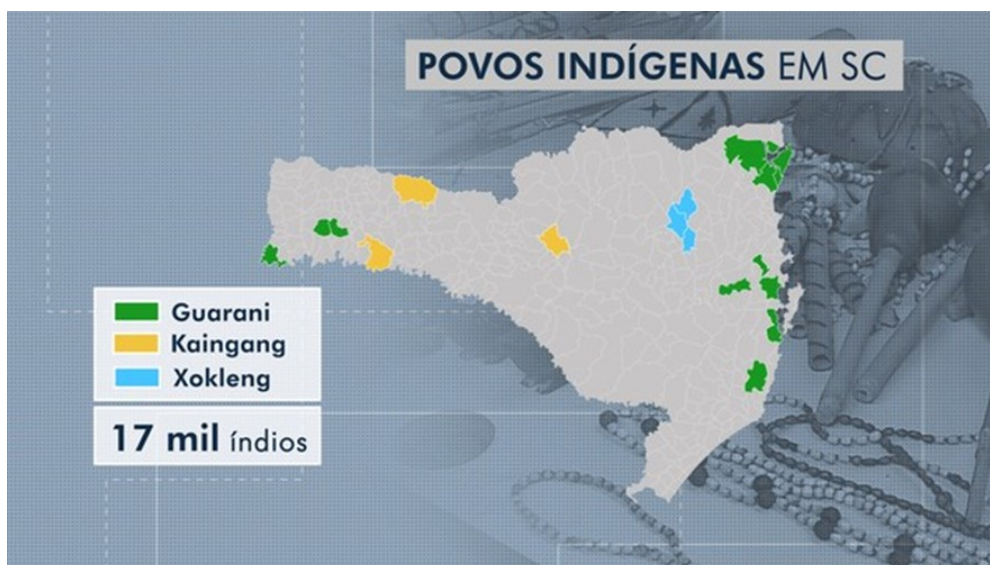 POVOS INDÍGENAS EM SC
Guarani
Kaingang
Xokleng
17 mil índios